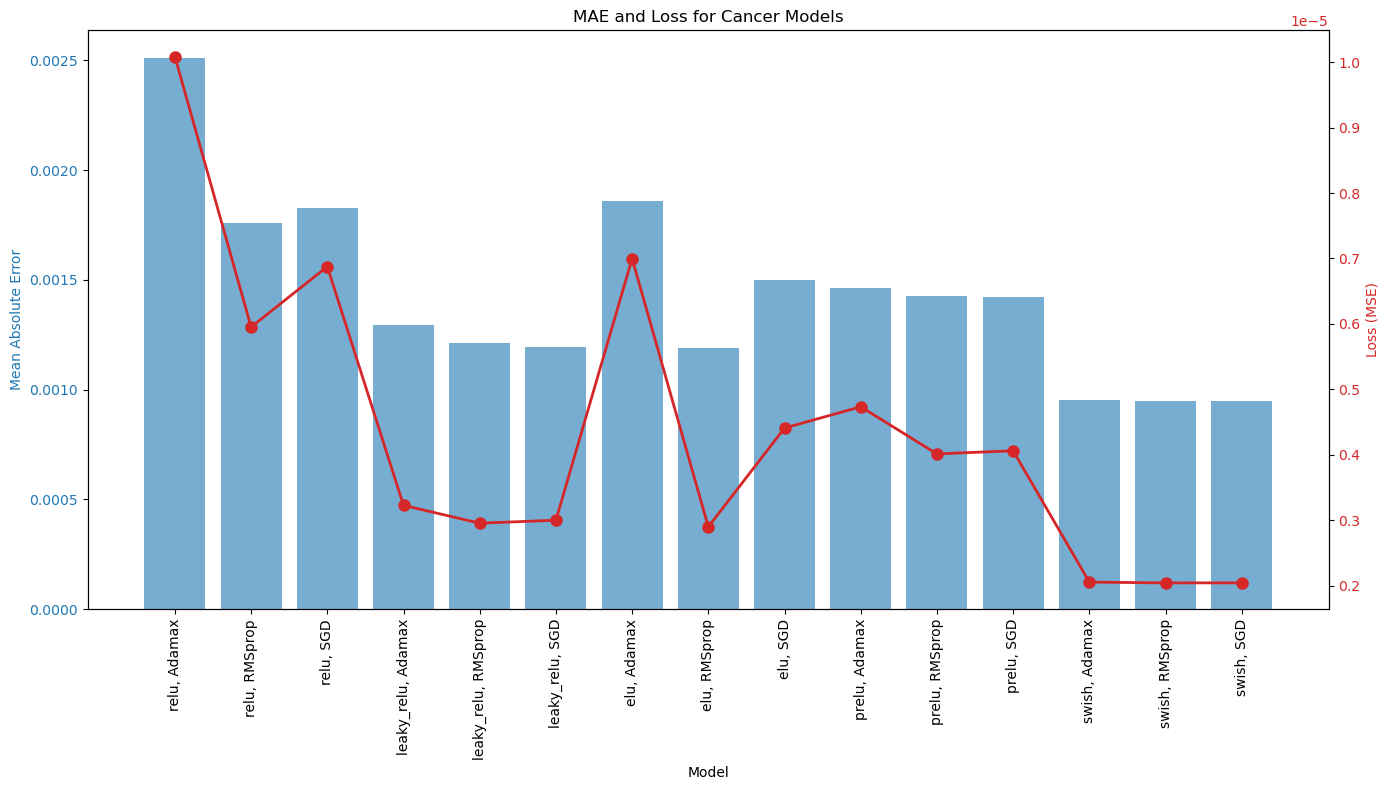 MAE and Loss for Cancer Models
1e−5
Mean Absolute Error
0.0025
0.0020
0.0015
0.0010
0.0005
0.0000
1.0
0.9
0.8
0.7
0.6
0.5
0.4
0.3
0.2
Loss (MSE)
relu, Adamax
relu, RMSprop
relu, SGD
leaky_relu, Adamax
leaky_relu, RMSprop
leaky_relu, SGD
elu, Adamax
elu, RMSprop
elu, SGD
prelu, Adamax
prelu, RMSprop
prelu, SGD
swish, Adamax
swish, RMSprop
swish, SGD
Model